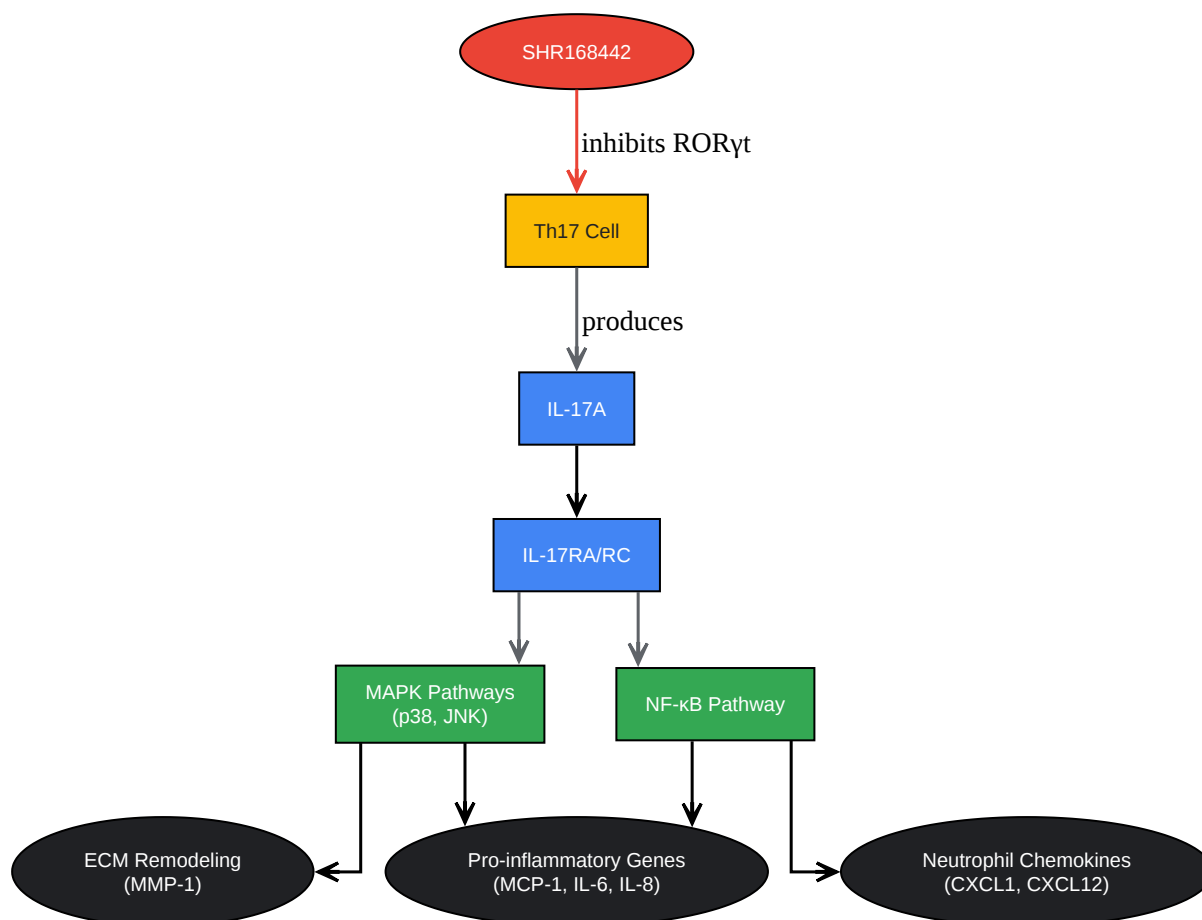 SHR168442
inhibits RORγt
Th17 Cell
produces
IL-17A
IL-17RA/RC
MAPK Pathways
(p38, JNK)
NF-κB Pathway
ECM Remodeling
(MMP-1)
Pro-inflammatory Genes
(MCP-1, IL-6, IL-8)
Neutrophil Chemokines
(CXCL1, CXCL12)